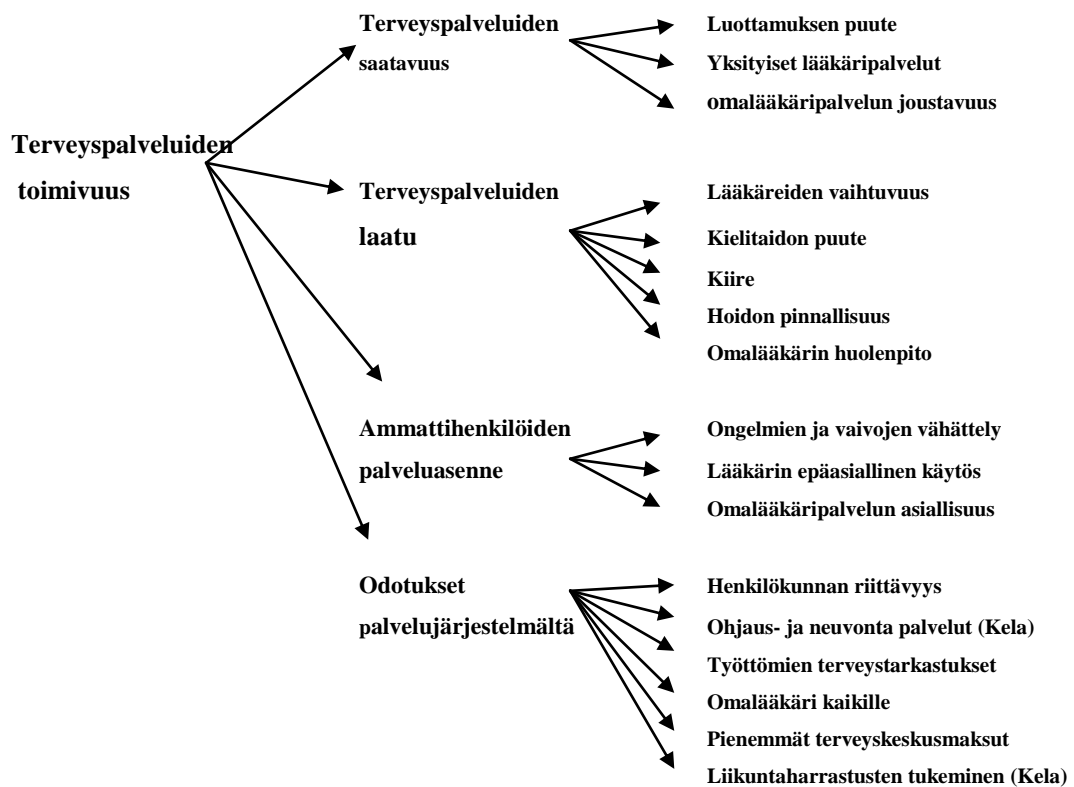 Terveyspalveluiden
toimivuus
Terveyspalveluiden
saatavuus
Luottamuksen puute
Yksityiset lääkäripalvelut
omalääkäripalvelun joustavuus
Terveyspalveluiden
laatu
Lääkäreiden vaihtuvuus
Kielitaidon puute
Kiire
Hoidon pinnallisuus
Omalääkärin huolenpito
Ammattihenkilöiden
palveluasenne
Ongelmien ja vaivojen vähättely
Lääkärin epäasiallinen käytös
Omalääkäripalvelun asiallisuus
Odotukset
palvelujärjestelmältä
Henkilökunnan riittävyys
Ohjaus- ja neuvonta palvelut (Kela)
Työttömien terveystarkastukset
Omalääkäri kaikille
Pienemmät terveyskeskusmaksut
Liikuntaharrastusten tukeminen (Kela)